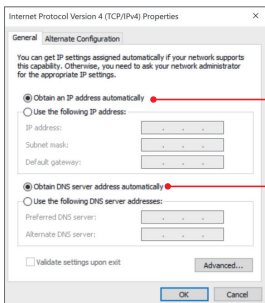 Internet Protocol Version 4 (TCP/IPv4) Properties
General Alternate Configuration
You can get IP settings assigned automatically if your network supports
this capability. Otherwise, you need to ask your network administrator
for the appropriate IP settings.
Obtain an IP address automatically
Use the following IP address:
IP address:
Subnet mask:
Default gateway:
Obtain DNS server address automatically
Use the following DNS server addresses:
Preferred DNS server:
Alternate DNS server:
Validate settings upon exit
Advanced...
OK Cancel